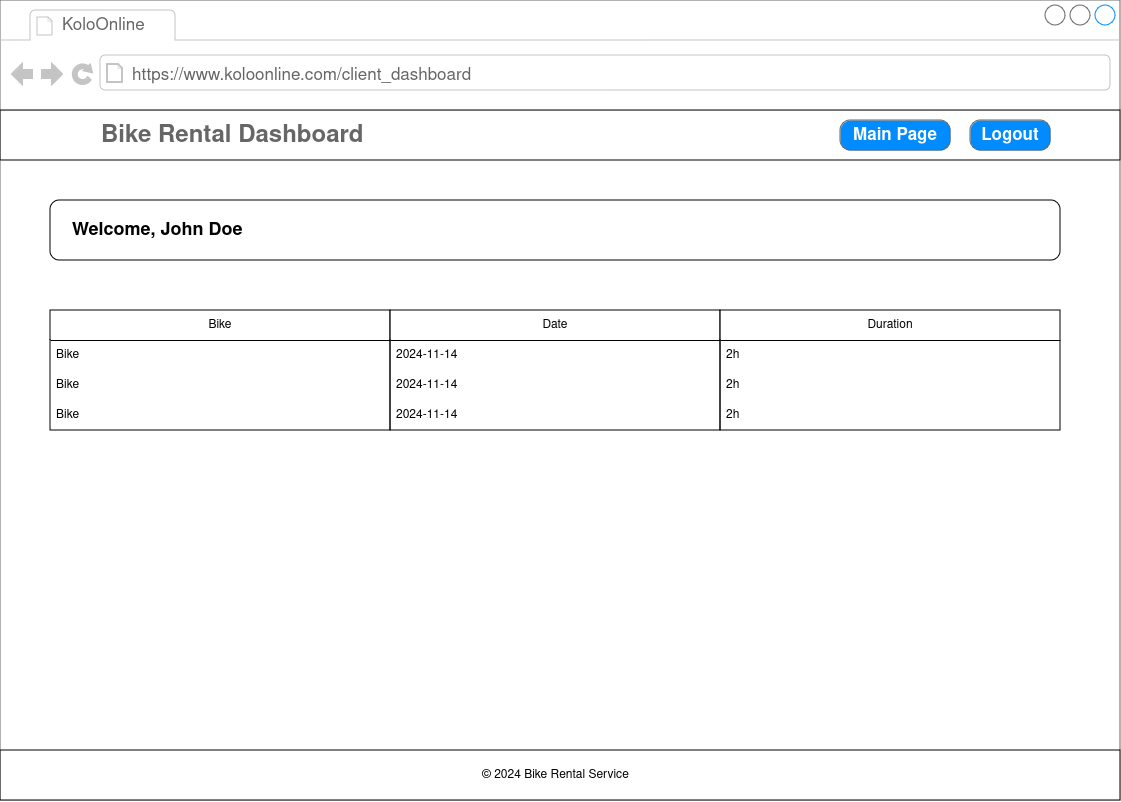 KoloOnline
https://www.koloonline.com/client_dashboard
Bike Rental Dashboard Main Page Logout
Welcome, John Doe
Bike Date Duration
Bike 2024-11-14 2h
Bike 2024-11-14 2h
Bike 2024-11-14 2h
© 2024 Bike Rental Service